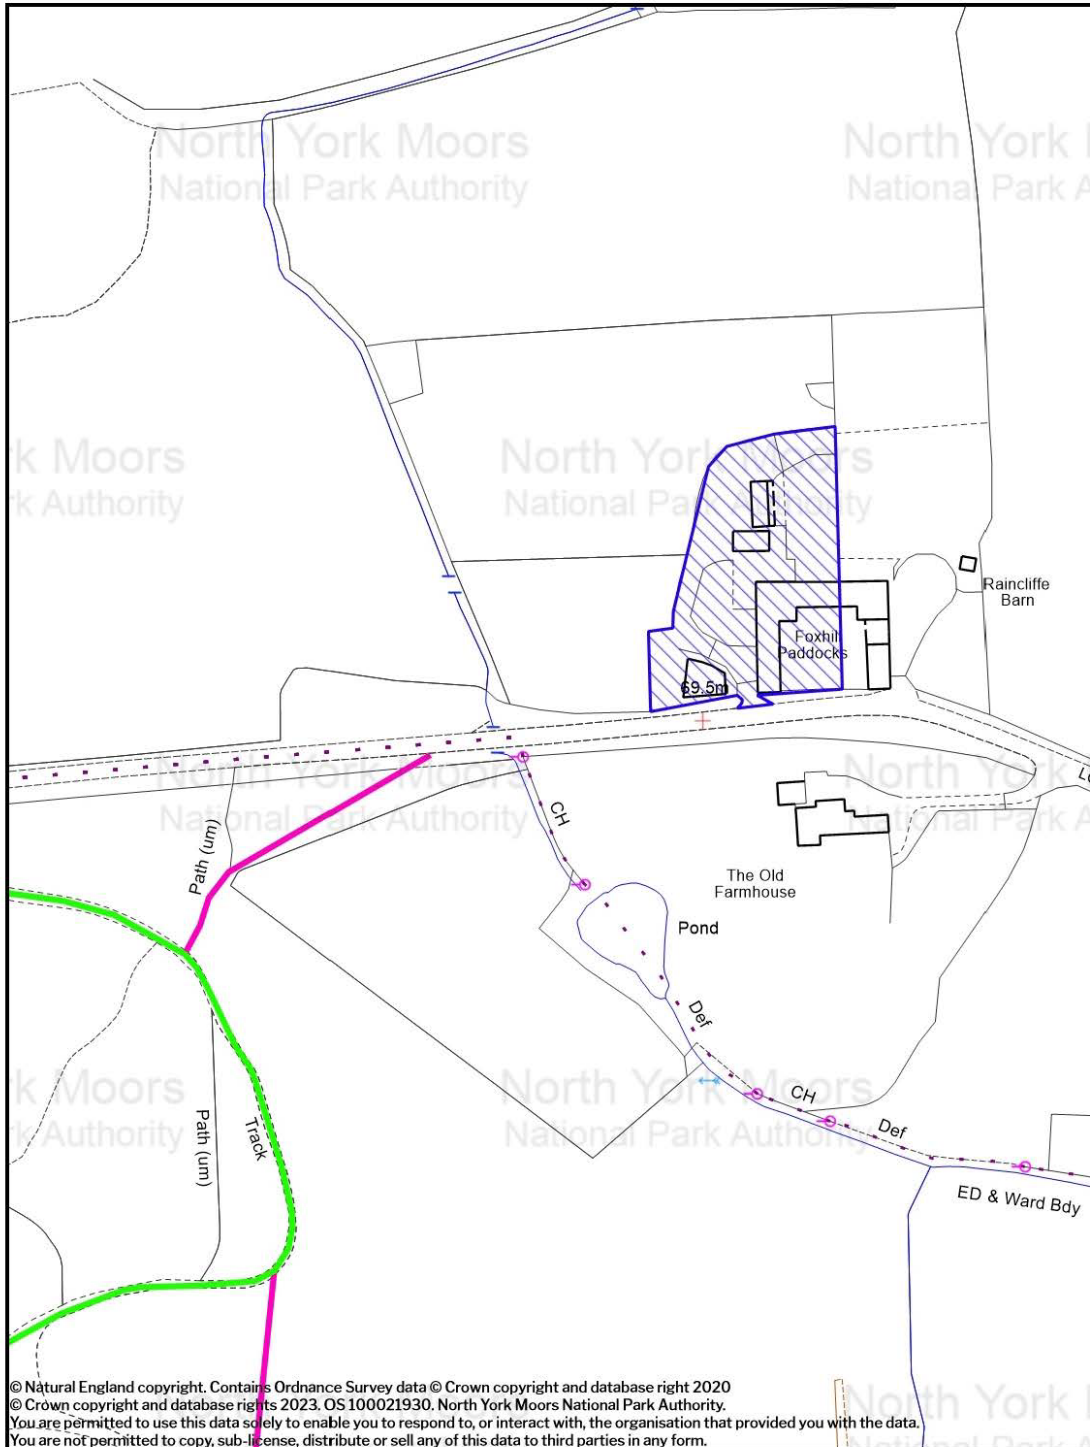 North York Moors
National Park Authority
North York
National Park A
k Moors
k Authority
North York Moors
National Park Authority
Raincliffe
Barn
Foxhill
Paddocks
69.5m
North York Moors
National Park Authority
North York
National Park A
CH
Path (um)
The Old
Farmhouse
Pond
Def
k Moors
k Authority
North York Moors
National Park Authority
CH
Def
Path (um)
Track
ED & Ward Bdy
North York
© Natural England copyright. Contains Ordnance Survey data © Crown copyright and database right 2020
© Crown copyright and database rights 2023. OS 100021930. North York Moors National Park Authority.
You are permitted to use this data solely to enable you to respond to, or interact with, the organisation that provided you with the data.
You are not permitted to copy, sub-license, distribute or sell any of this data to third parties in any form.